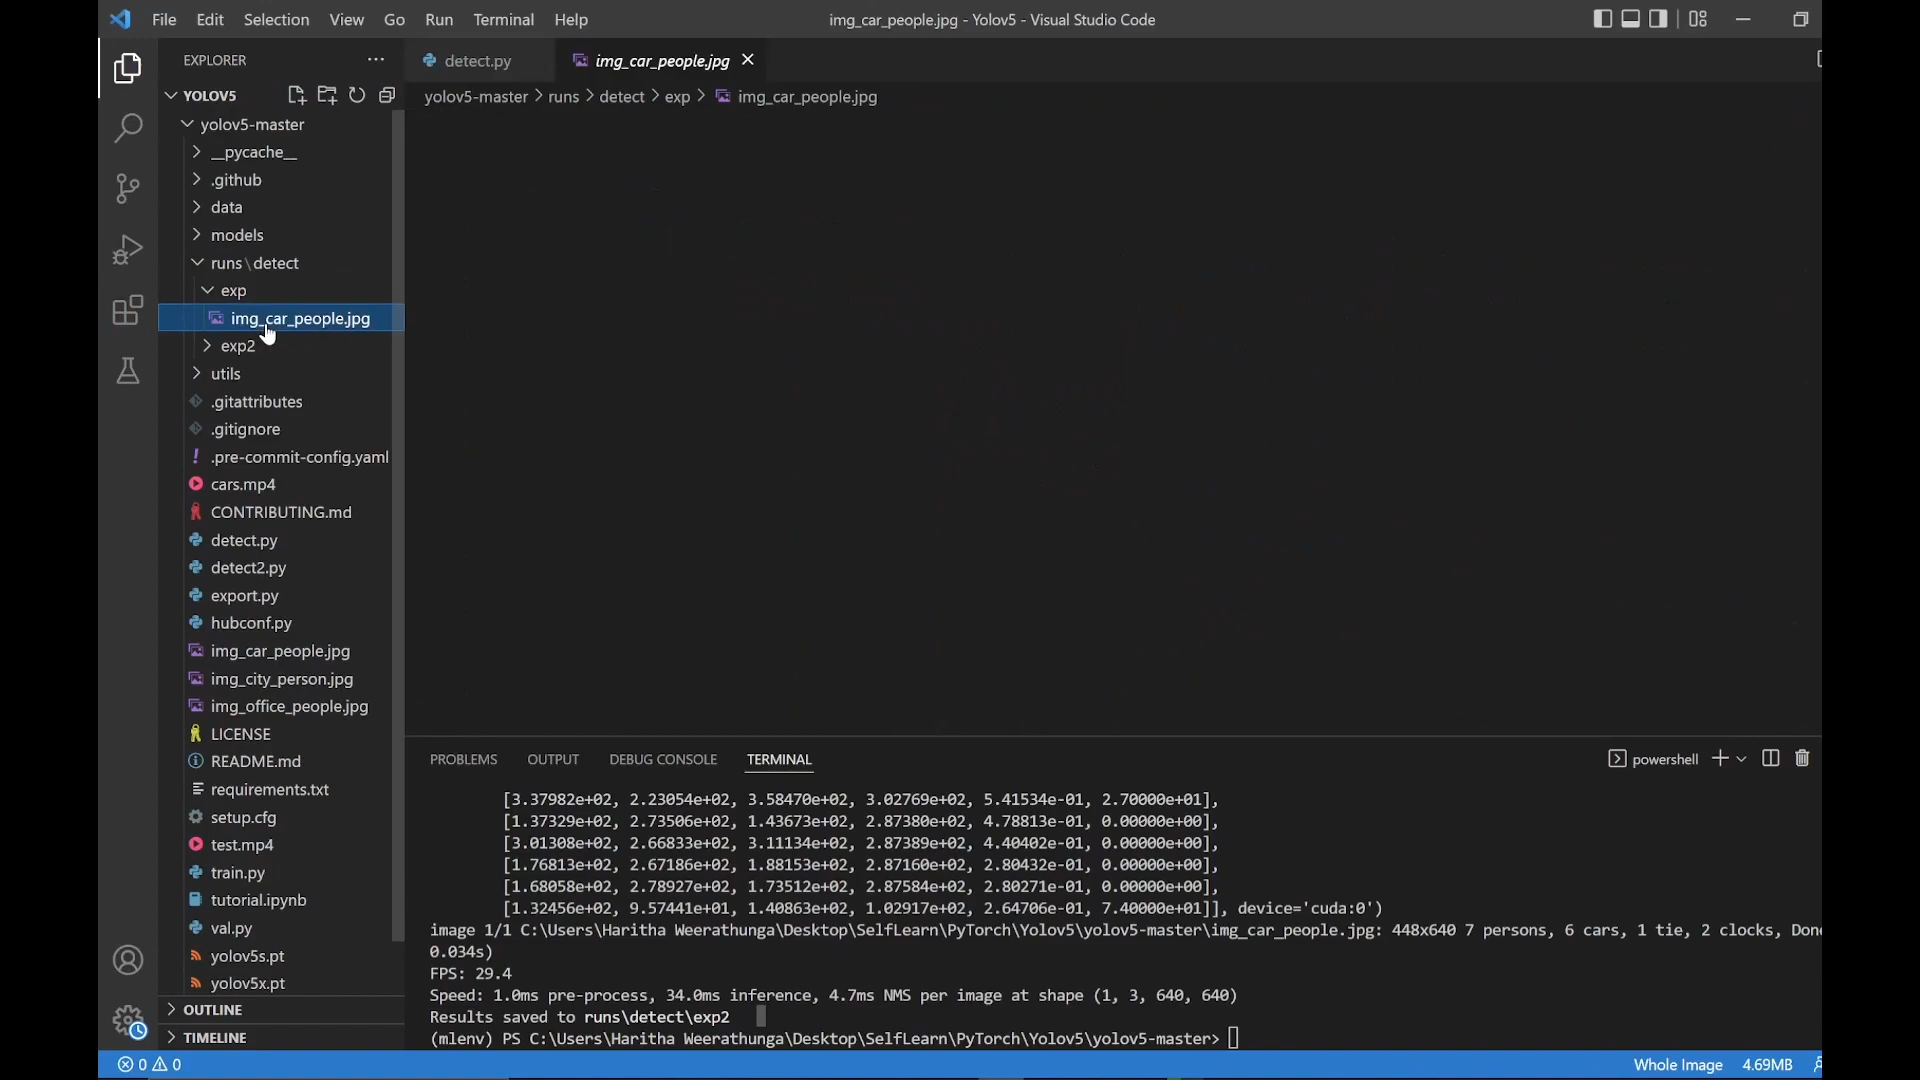 File Edit Selection View Go Run Terminal Help
img_car_people.jpg - Yolov5 - Visual Studio Code
EXPLORER
YOLOV5
yolov5-master
__pycache__
.github
data
models
runs\detect
exp
img_car_people.jpg
exp2
utils
.gitattributes
.gitignore
.pre-commit-config.yaml
cars.mp4
CONTRIBUTING.md
detect.py
detect2.py
export.py
hubconf.py
img_car_people.jpg
img_city_person.jpg
img_office_people.jpg
LICENSE
README.md
requirements.txt
setup.cfg
test.mp4
train.py
tutorial.ipynb
val.py
yolov5s.pt
yolov5x.pt
OUTLINE
TIMELINE
detect.py
img_car_people.jpg
yolov5-master > runs > detect > exp > img_car_people.jpg
PROBLEMS OUTPUT DEBUG CONSOLE TERMINAL
powershell
[3.37982e+02, 2.23054e+02, 3.58470e+02, 3.02769e+02, 5.41534e-01, 2.70000e+01],
[1.37329e+02, 2.73506e+02, 1.43673e+02, 2.87380e+02, 4.78813e-01, 0.00000e+00],
[3.01308e+02, 2.66833e+02, 3.11134e+02, 2.87389e+02, 4.40402e-01, 0.00000e+00],
[1.76813e+02, 2.67186e+02, 1.88153e+02, 2.87160e+02, 2.80432e-01, 0.00000e+00],
[1.68058e+02, 2.78927e+02, 1.73512e+02, 2.87584e+02, 2.80271e-01, 0.00000e+00],
[1.32456e+02, 9.57441e+01, 1.40863e+02, 1.02917e+02, 2.64706e-01, 7.40000e+01]], device='cuda:0')
image 1/1 C:\Users\Haritha Weerathunga\Desktop\SelfLearn\PyTorch\Yolov5\yolov5-master\img_car_people.jpg: 448x640 7 persons, 6 cars, 1 tie, 2 clocks, Don
0.034s)
FPS: 29.4
Speed: 1.0ms pre-process, 34.0ms inference, 4.7ms NMS per image at shape (1, 3, 640, 640)
Results saved to runs\detect\exp2
(mlenv) PS C:\Users\Haritha Weerathunga\Desktop\SelfLearn\PyTorch\Yolov5\yolov5-master>
0 0
Whole Image 4.69MB